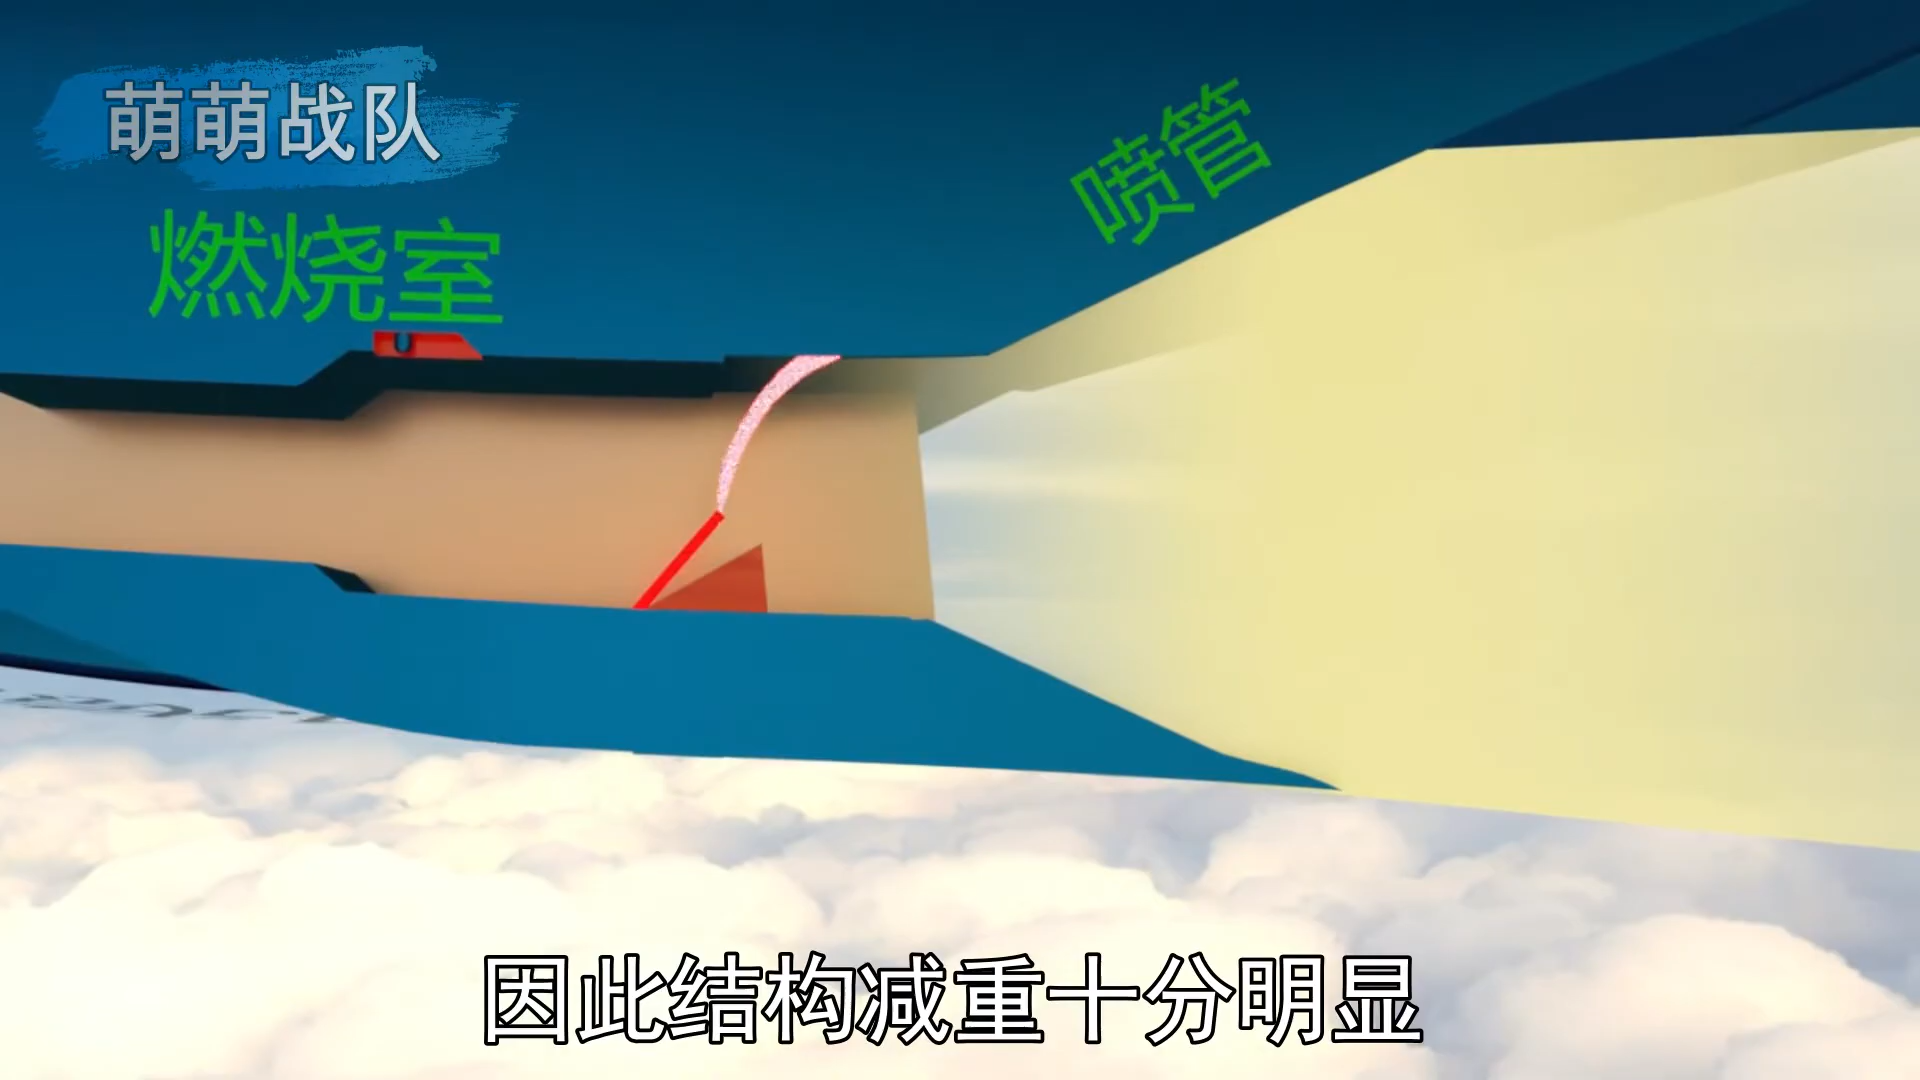 萌萌战队
喷管
燃烧室
因此结构减重十分明显